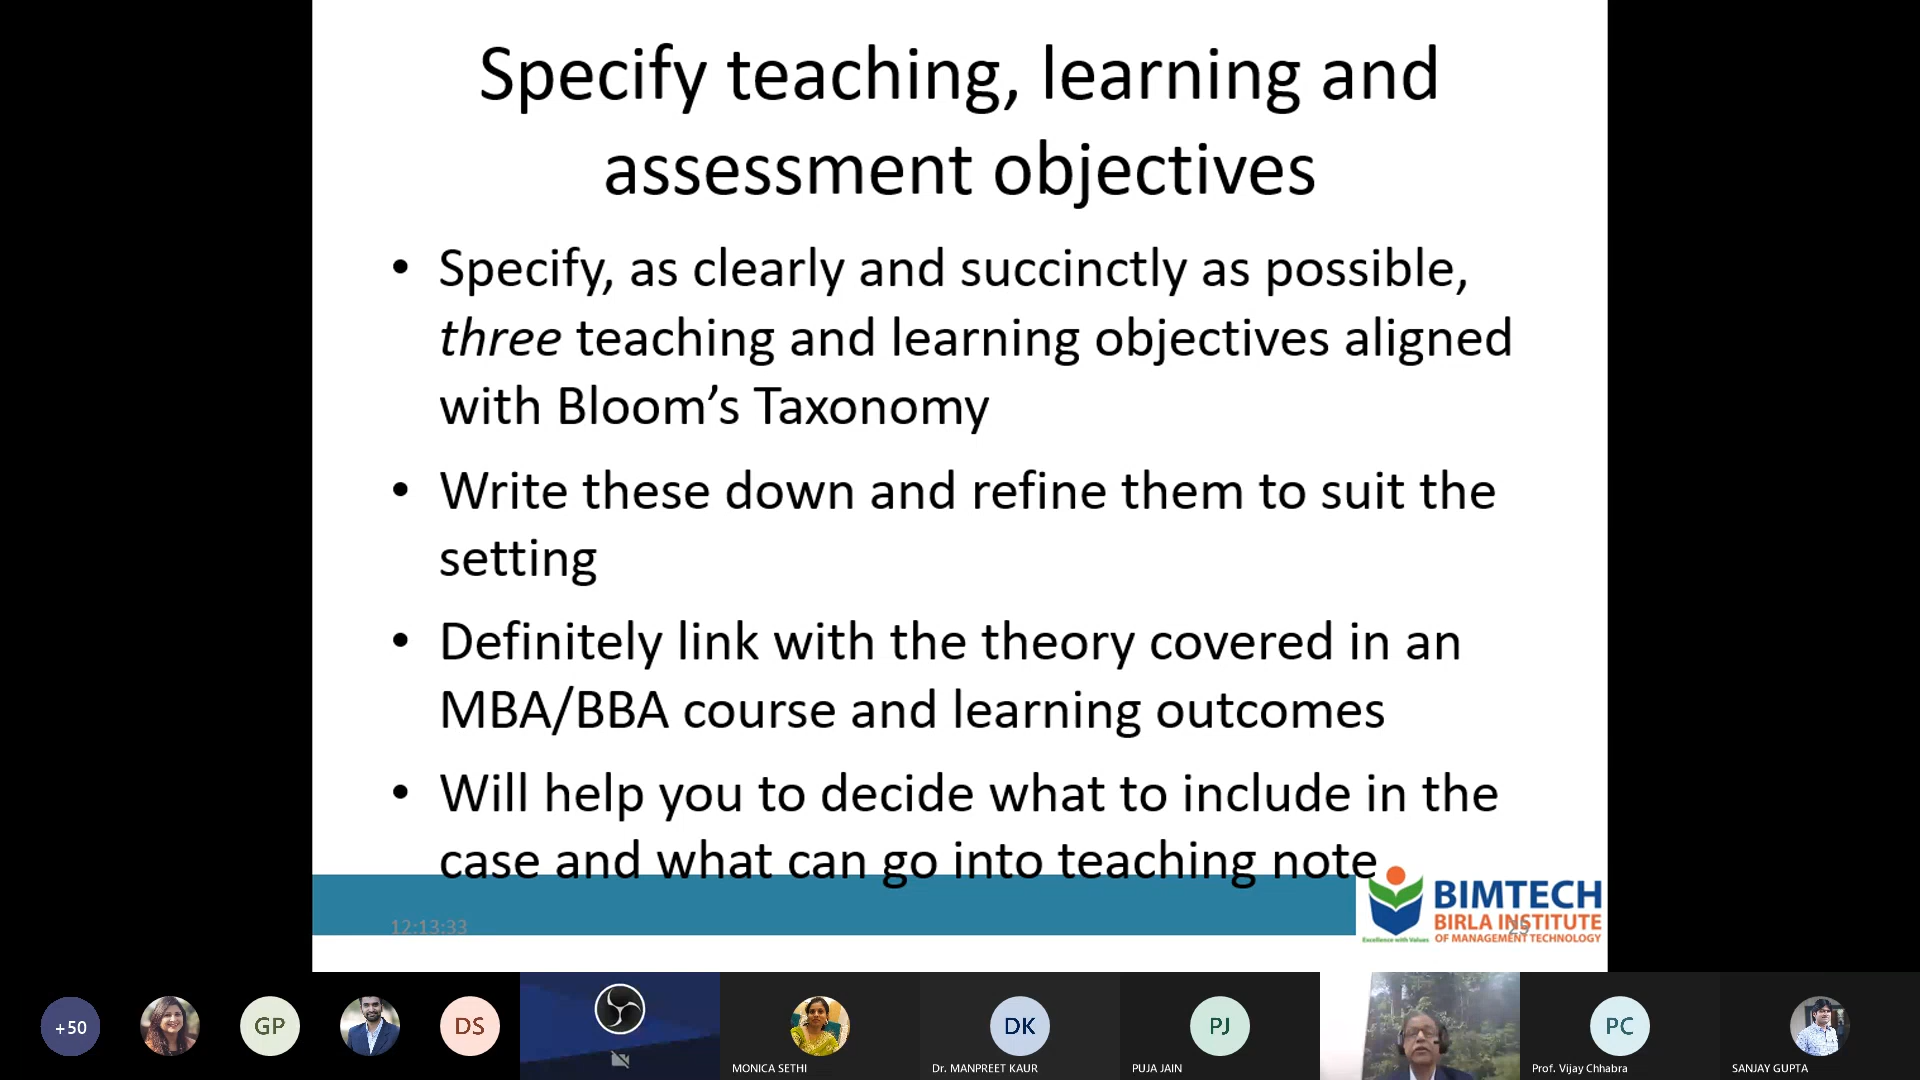 Specify teaching, learning and
assessment objectives
• Specify, as clearly and succinctly as possible,
three teaching and learning objectives aligned
with Bloom’s Taxonomy
• Write these down and refine them to suit the
setting
• Definitely link with the theory covered in an
MBA/BBA course and learning outcomes
• Will help you to decide what to include in the
case and what can go into teaching note
12:13:33
25
BIMTECH
BIRLA INSTITUTE
OF MANAGEMENT TECHNOLOGY
Excellence with Values
+50
GP
DS
MONICA SETHI
DK
Dr. MANPREET KAUR
PJ
PUJA JAIN
PC
Prof. Vijay Chhabra
SANJAY GUPTA